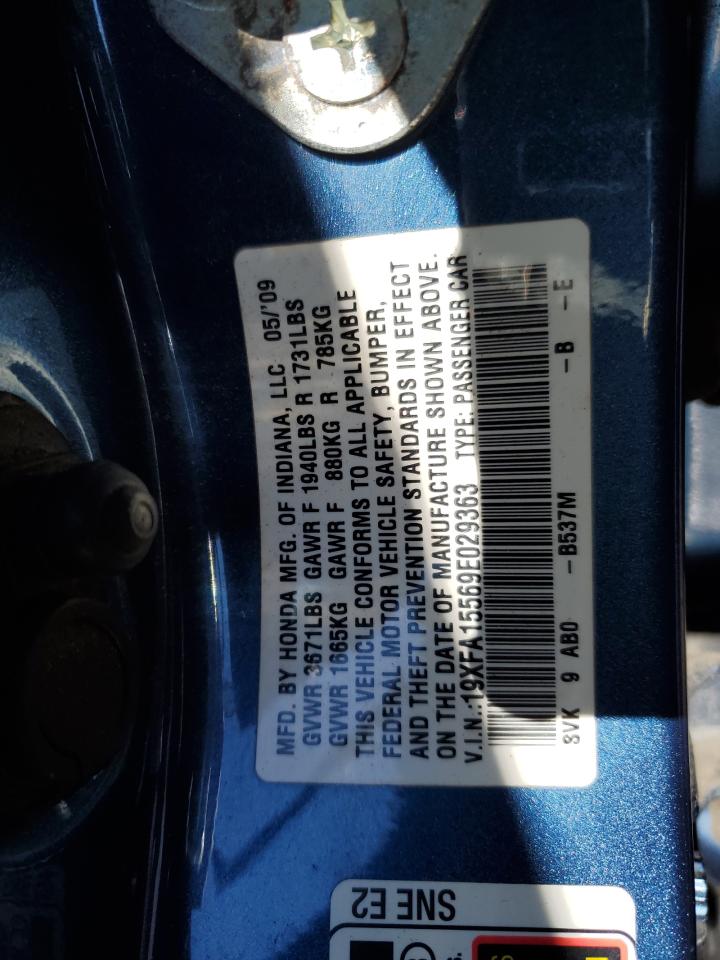 MFD. BY HONDA MFG. OF INDIANA, LLC 05/'09
GVWR 3671LBS GAWR F 1940LBS R 1731LBS
GVWR 1665KG GAWR F 880KG R 785KG
THIS VEHICLE CONFORMS TO ALL APPLICABLE
FEDERAL MOTOR VEHICLE SAFETY, BUMPER,
AND THEFT PREVENTION STANDARDS IN EFFECT
ON THE DATE OF MANUFACTURE SHOWN ABOVE.
V.I.N.:19XFA15569E029363 TYPE: PASSENGER CAR
SVK 9 AB0 -B537M -B -E
SNE E2